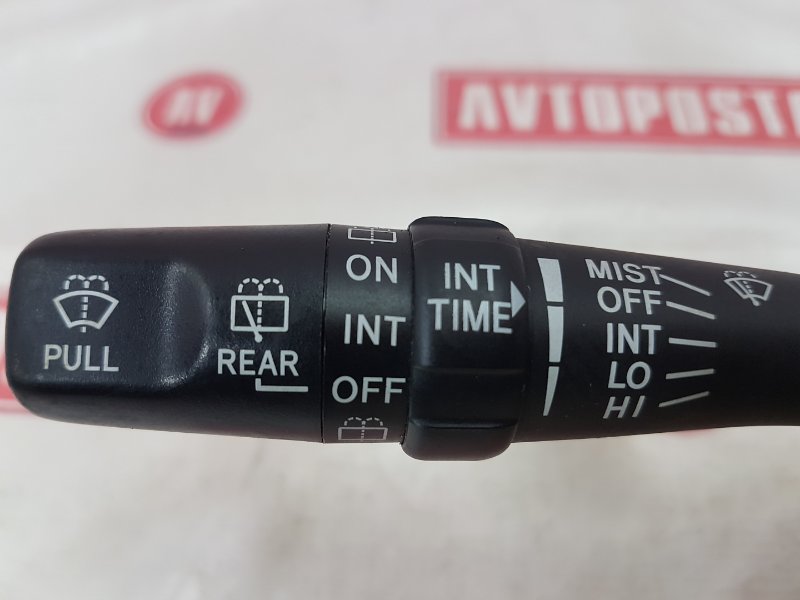 AV
AVTOPOST
PULL
REAR
ON
INT
OFF
INT
TIME
MIST
OFF
INT
LO
HI